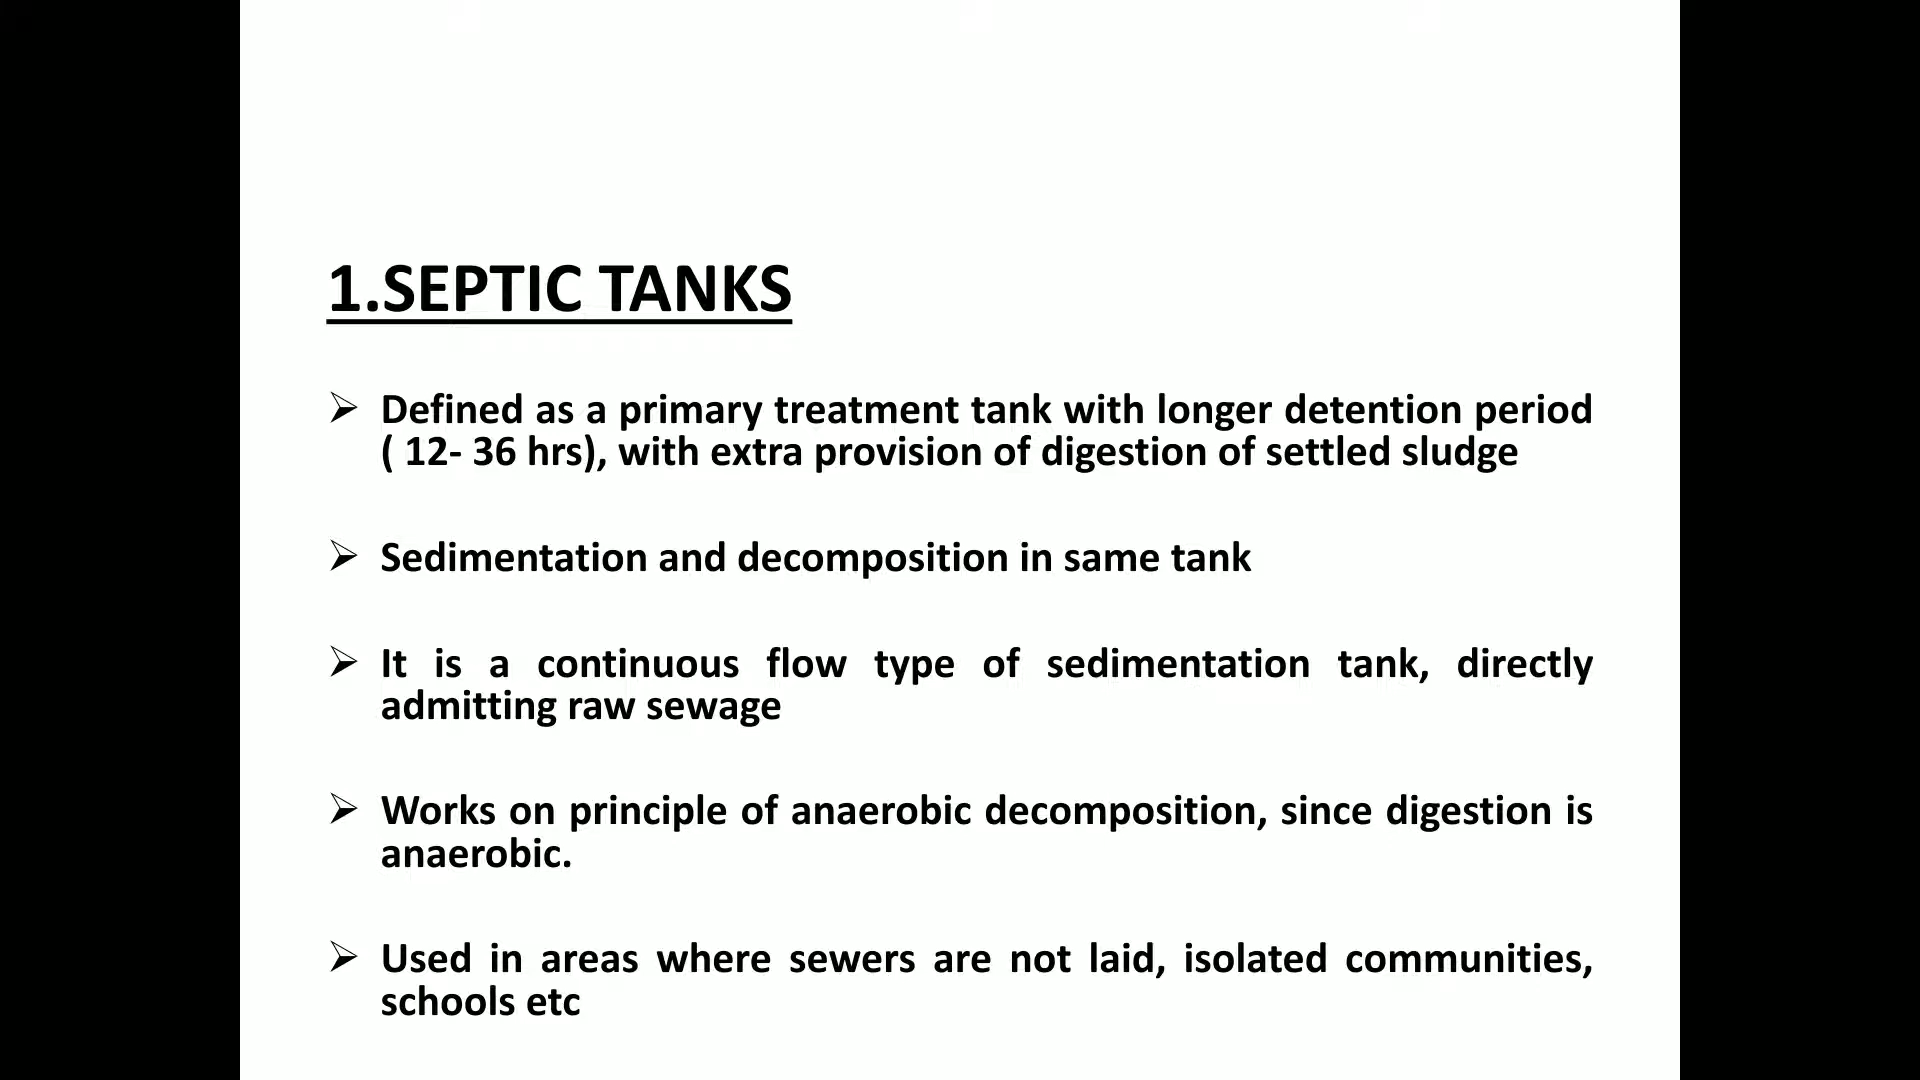 1.SEPTIC TANKS
➢ Defined as a primary treatment tank with longer detention period
( 12- 36 hrs), with extra provision of digestion of settled sludge
➢ Sedimentation and decomposition in same tank
➢ It is a continuous flow type of sedimentation tank, directly
admitting raw sewage
➢ Works on principle of anaerobic decomposition, since digestion is
anaerobic.
➢ Used in areas where sewers are not laid, isolated communities,
schools etc